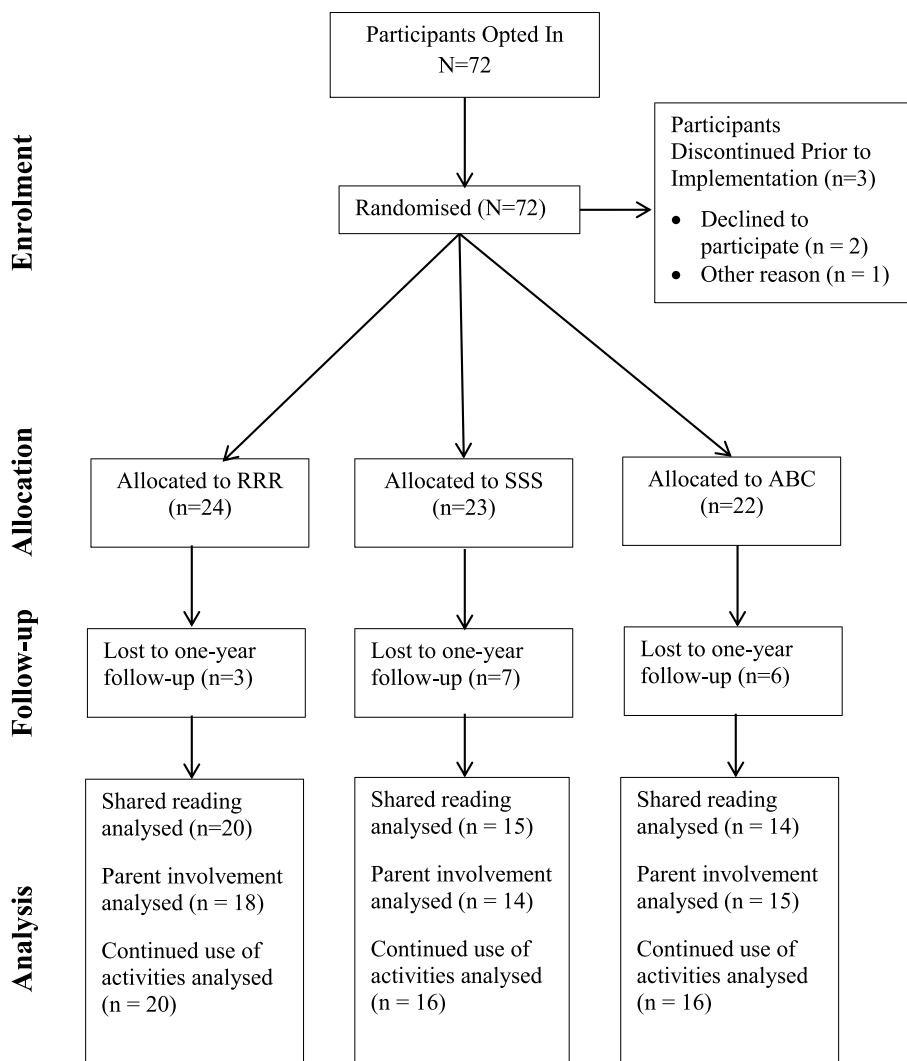 Participants Opted In
N=72
Enrolment
Participants
Discontinued Prior to
Implementation (n=3)
• Declined to
participate (n = 2)
• Other reason (n = 1)
Randomised (N=72)
Allocation
Allocated to RRR
(n=24)
Allocated to SSS
(n=23)
Allocated to ABC
(n=22)
Follow-up
Lost to one-year
follow-up (n=3)
Lost to one-year
follow-up (n=7)
Lost to one-year
follow-up (n=6)
Analysis
Shared reading
analysed (n=20)
Parent involvement
analysed (n = 18)
Continued use of
activities analysed
(n = 20)
Shared reading
analysed (n = 15)
Parent involvement
analysed (n = 14)
Continued use of
activities analysed
(n = 16)
Shared reading
analysed (n = 14)
Parent involvement
analysed (n = 15)
Continued use of
activities analysed
(n = 16)